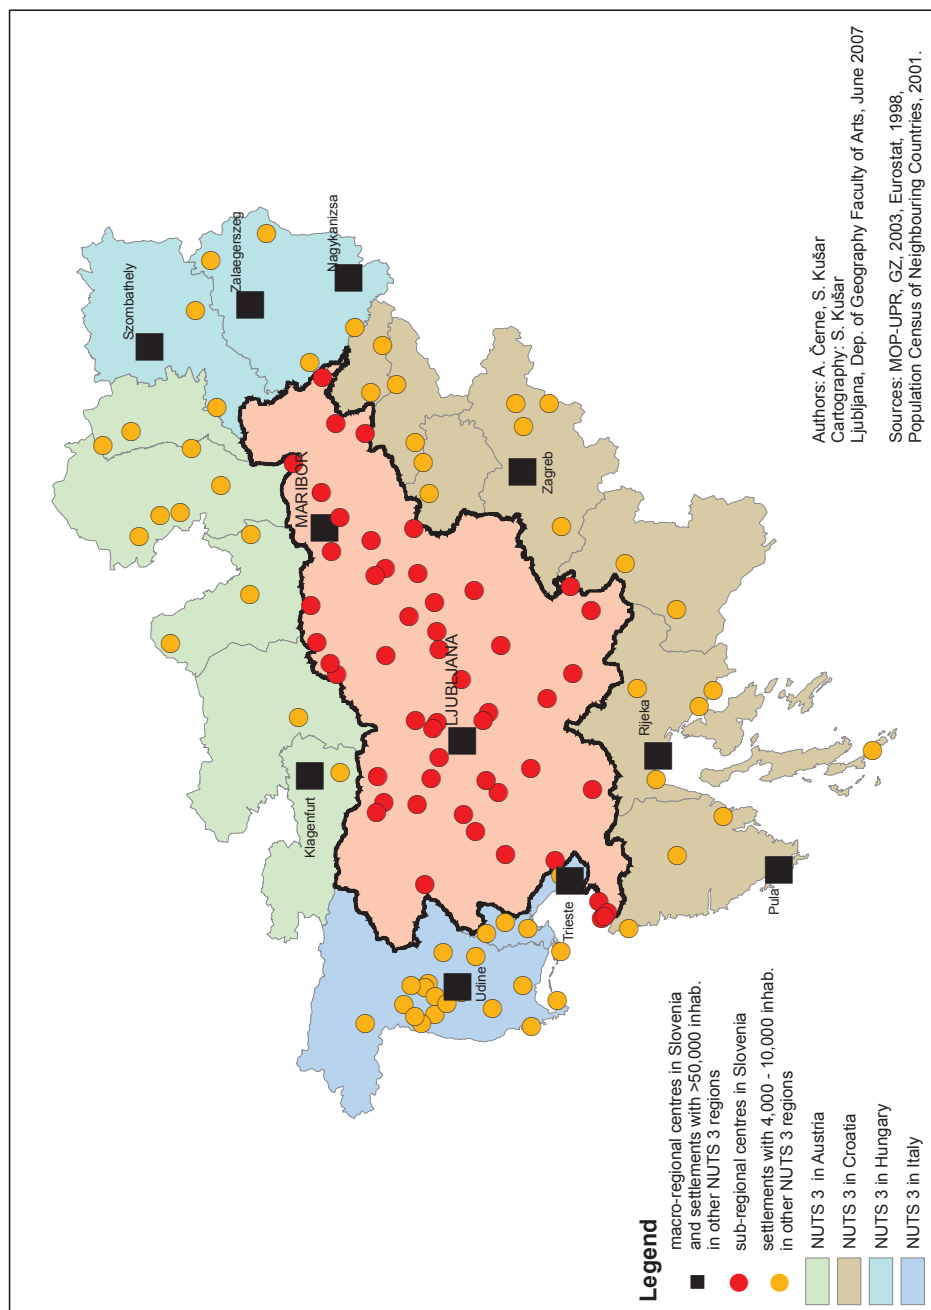 Szombathely
Zalaegerszeg
Nagykanizsa
MARIBOR
Klagenfurt
LJUBLJANA
Zagreb
Udine
Trieste
Rijeka
Pula
Legend
macro-regional centres in Slovenia
and settlements with >50,000 inhab.
in other NUTS 3 regions
sub-regional centres in Slovenia
settlements with 4,000 - 10,000 inhab.
in other NUTS 3 regions
NUTS 3 in Austria
NUTS 3 in Croatia
NUTS 3 in Hungary
NUTS 3 in Italy
Authors: A. Černe, S. Kušar
Cartography: S. Kušar
Ljubljana, Dep. of Geography Faculty of Arts, June 2007
Sources: MOP-UPR, GZ, 2003, Eurostat, 1998,
Population Census of Neighbouring Countries, 2001.